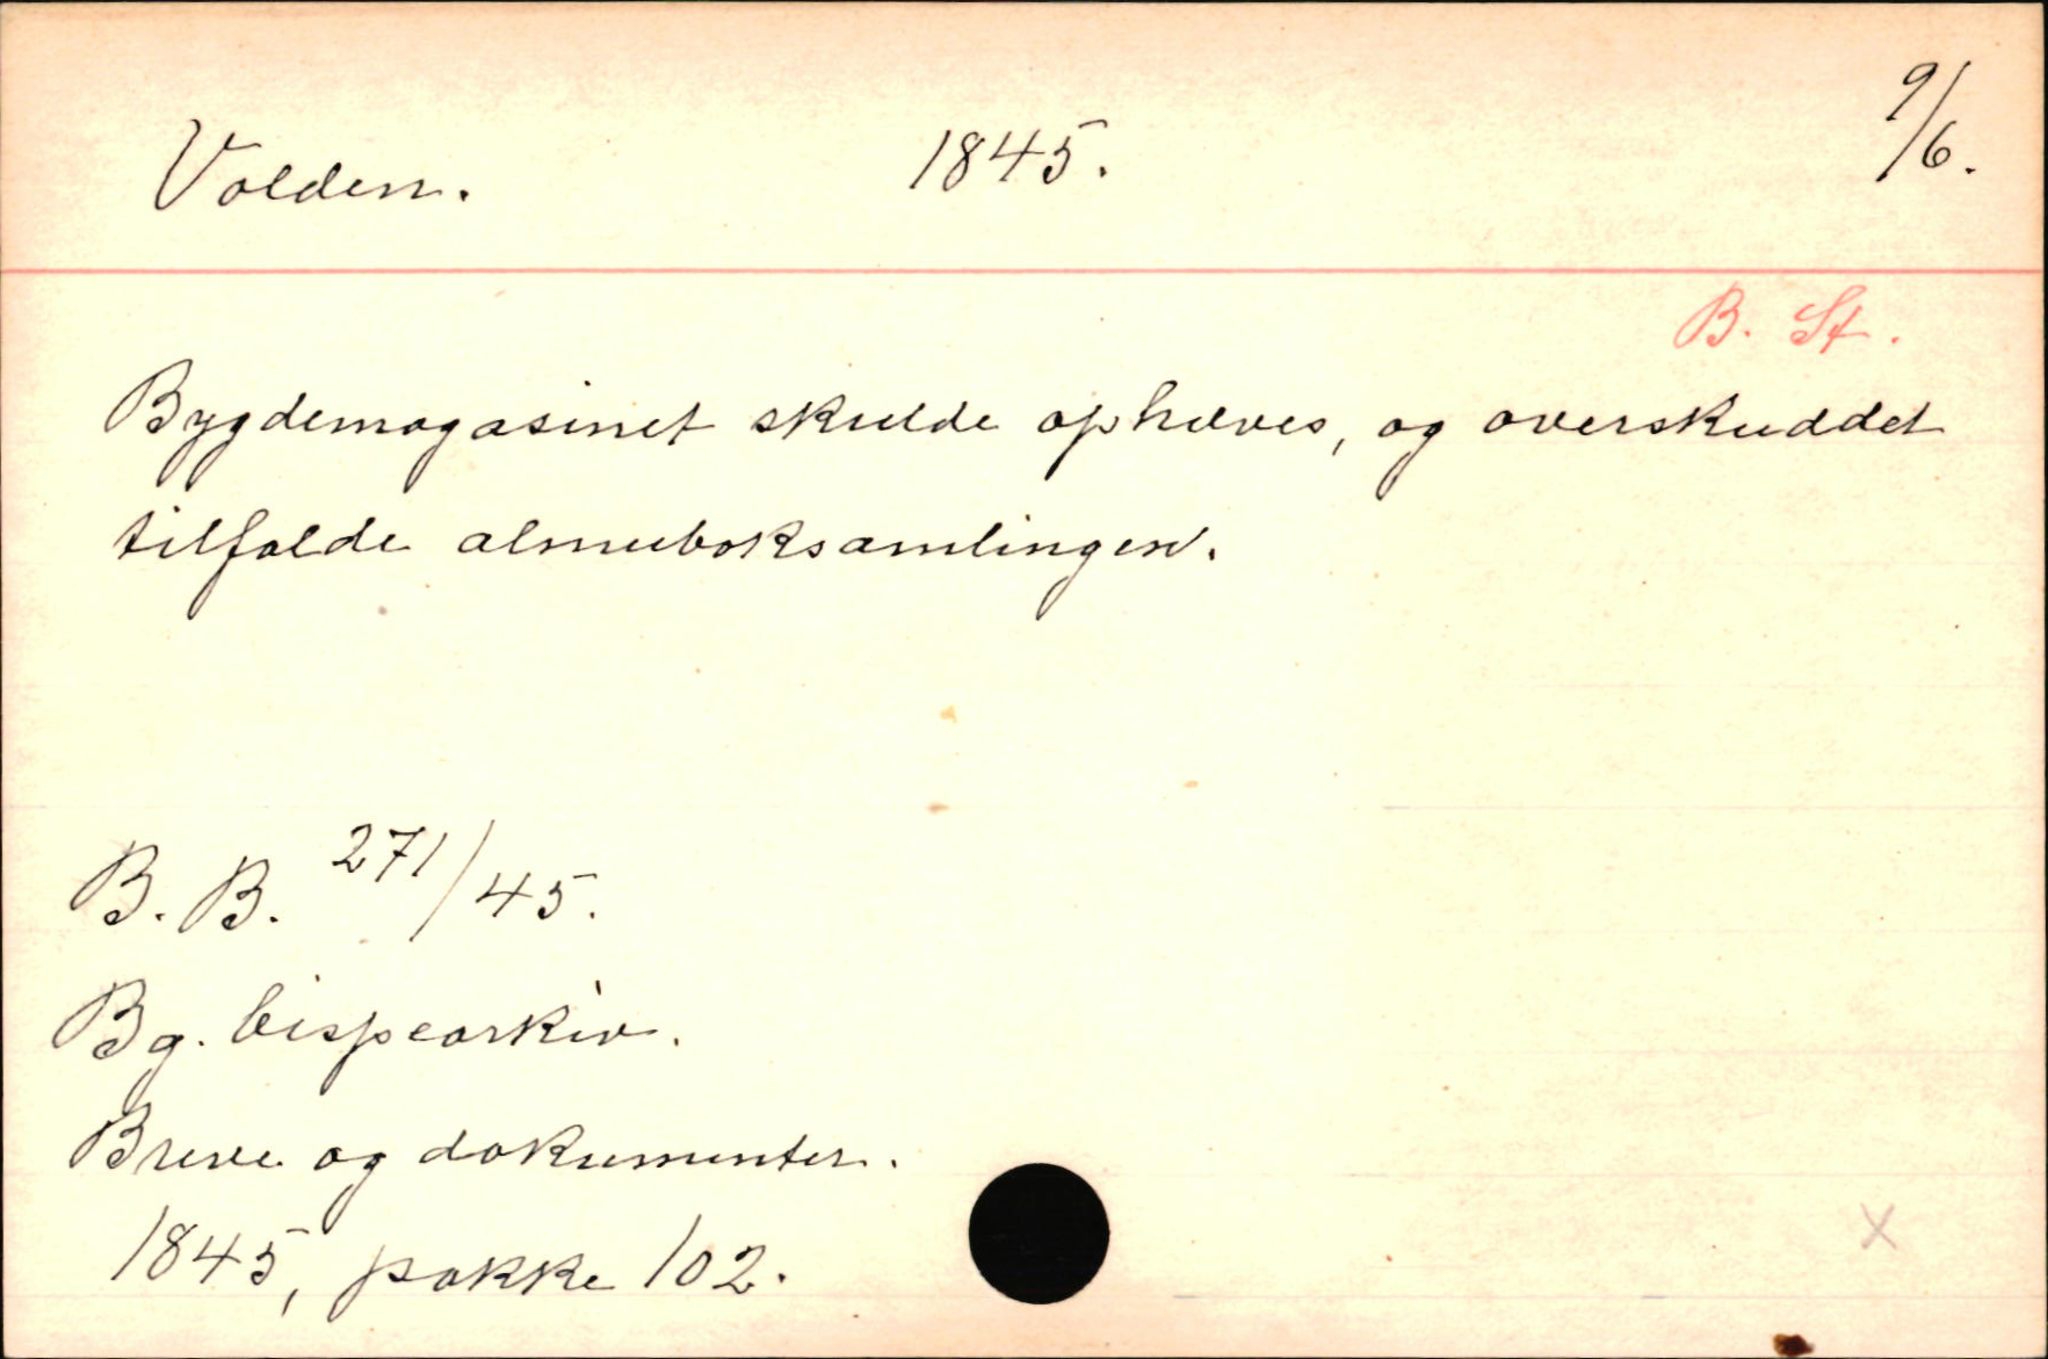 Volden. 1845. 9/6.
B. St.
Bygdemagasinet skulde ophæves, og overskuddet
tilfalde almueboksamlingen.
B. B. 271/45.
Bg. bispearkiv.
Breve og dokumenter.
1845, pakke 102.
X